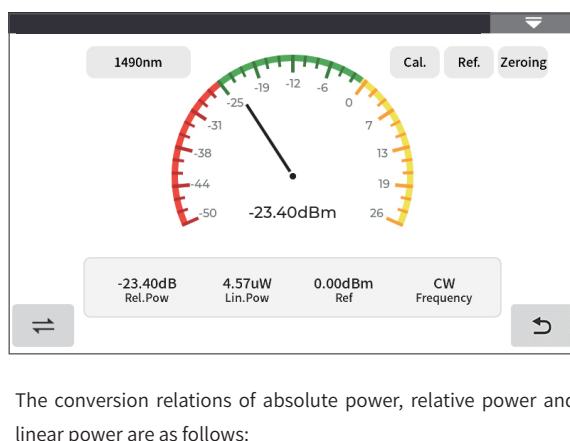 1490nm
Cal. Ref. Zeroing
-50
-44
-38
-31
-25
-19
-12
-6
0
7
13
19
26
-23.40dBm
-23.40dB 4.57uW 0.00dBm CW
Rel.Pow Lin.Pow Ref Frequency
The conversion relations of absolute power, relative power and
linear power are as follows: